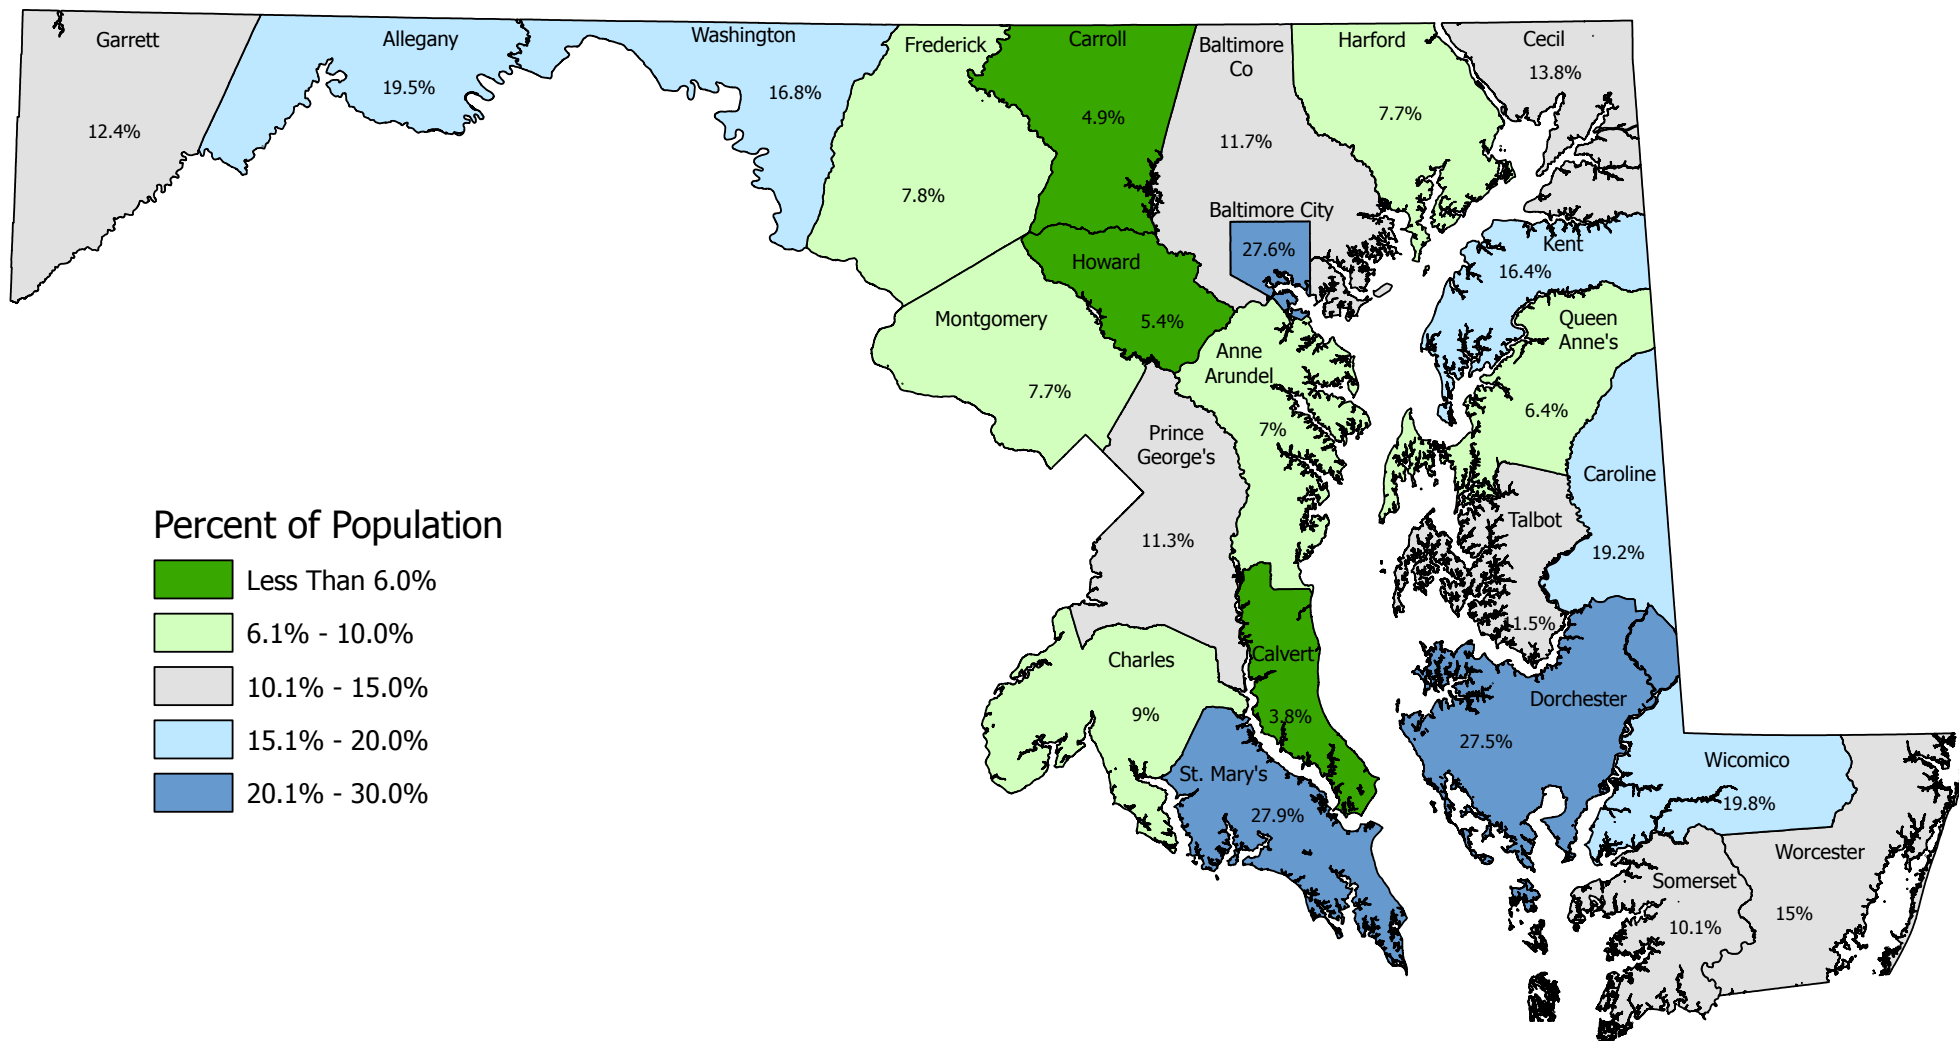 Garrett
12.4%
Allegany
19.5%
Washington
16.8%
Frederick
7.8%
Carroll
4.9%
Baltimore
Co
11.7%
Harford
7.7%
Cecil
13.8%
Baltimore City
27.6%
Howard
5.4%
Montgomery
7.7%
Anne
Arundel
7%
Kent
16.4%
Queen
Anne's
6.4%
Caroline
19.2%
Talbot
11.5%
Prince
George's
11.3%
Charles
9%
Calvert
3.8%
St. Mary's
27.9%
Dorchester
27.5%
Wicomico
19.8%
Worcester
15%
Somerset
10.1%
Percent of Population
Less Than 6.0%
6.1% - 10.0%
10.1% - 15.0%
15.1% - 20.0%
20.1% - 30.0%